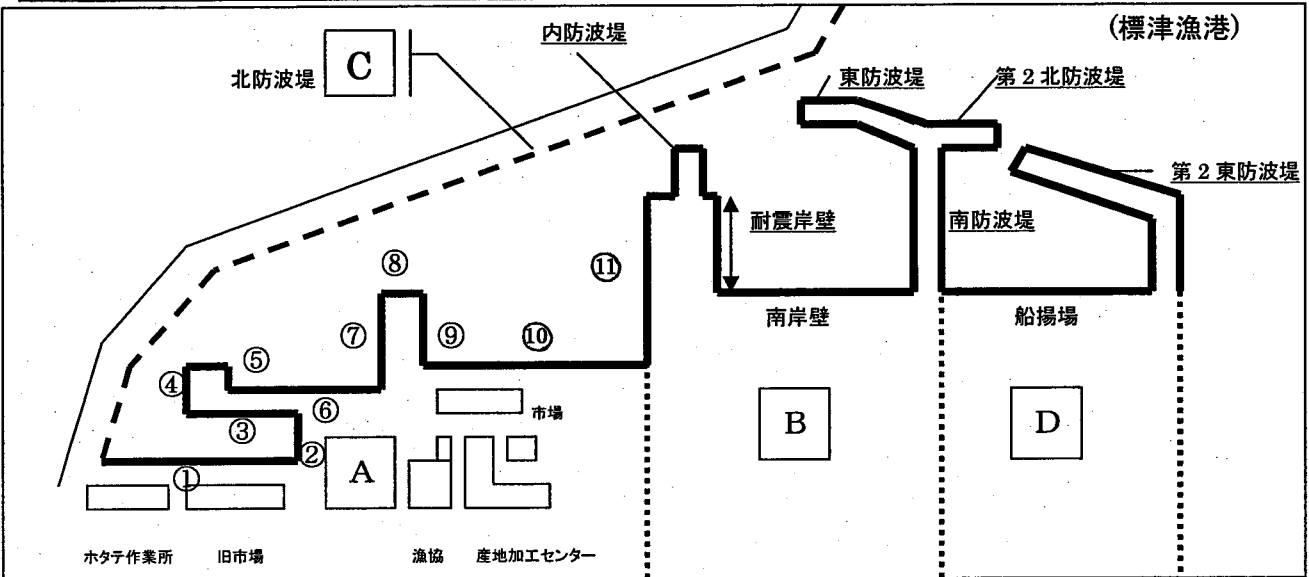 (標津漁港)
内防波堤
北防波堤
C
東防波堤
第2北防波堤
第2東防波堤
耐震岸壁
南防波堤
⑧
⑪
南岸壁
船揚場
⑦
⑨
⑩
⑤
④
⑥
市場
③
②
①
A
B
D
ホタテ作業所
旧市場
漁協
産地加工センター